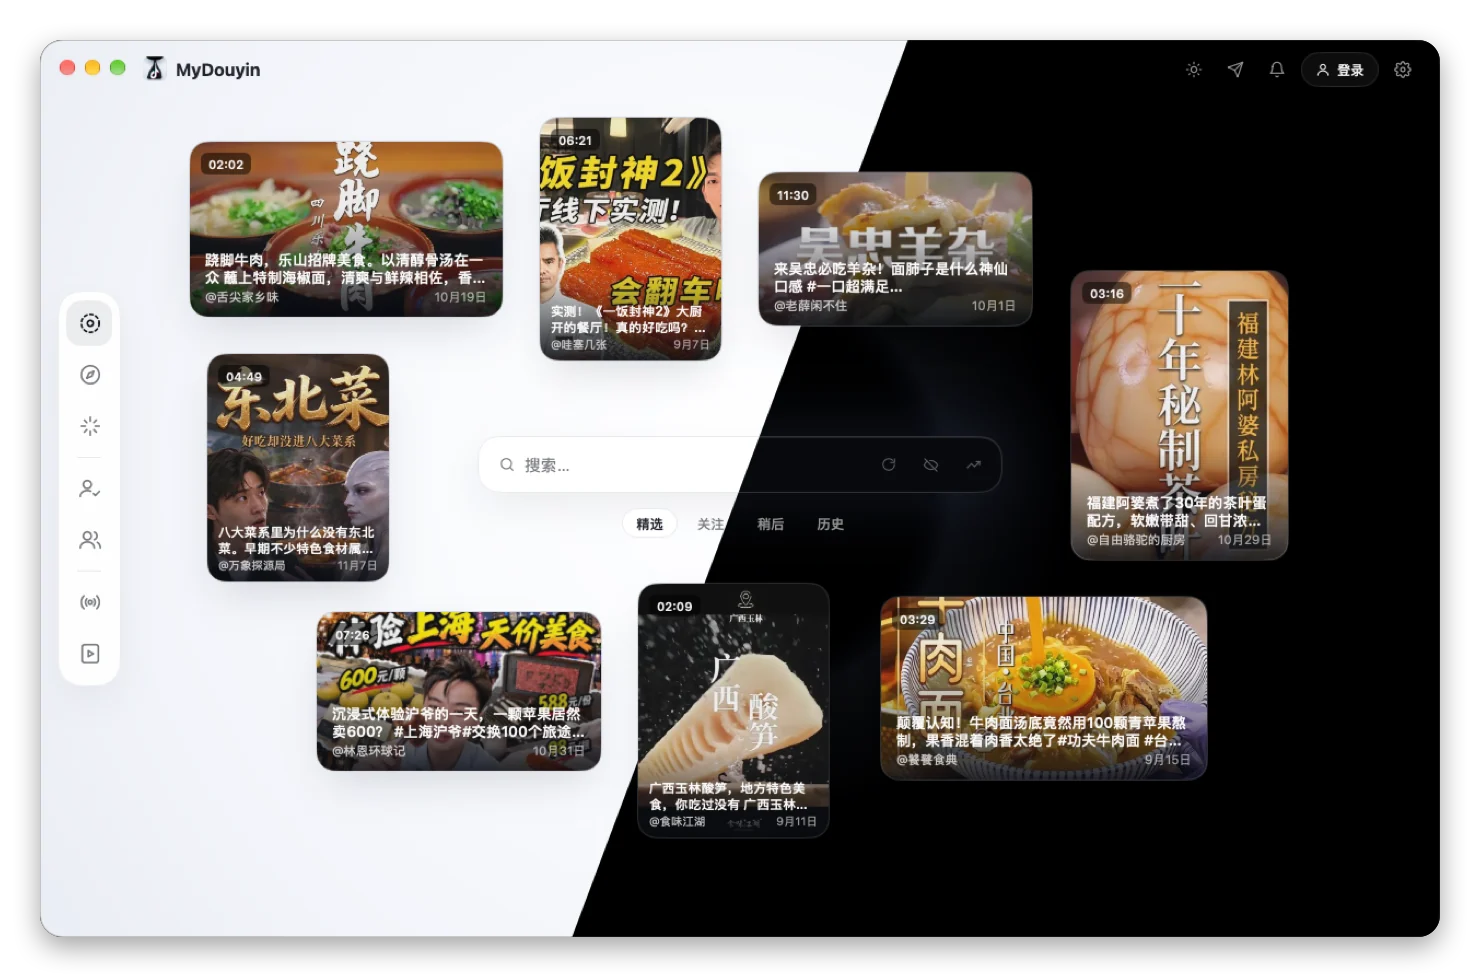 MyDouyin
登录
02:02
跷脚牛
四川乐
肉
跷脚牛肉，乐山招牌美食。以清醇骨汤在一
众 蘸上特制海椒面，清爽与鲜辣相佐，香...
@舌尖家乡味
10月19日
06:21
饭封神2》
线下实测！
会翻车
实测！《一饭封神2》大厨
开的餐厅！真的好吃吗？...
@哇塞几张
9月7日
11:30
吴忠羊杂
来吴忠必吃羊杂！面肺子是什么神仙
口感 #一口超满足...
@老薛闲不住
10月1日
03:16
十年秘制茶
福建林阿婆私房
福建阿婆煮了30年的茶叶蛋
配方，软嫩带甜、回甘浓...
@自由骆驼的厨房
10月29日
04:49
东北菜
好吃却没进八大菜系
八大菜系里为什么没有东北
菜。早期不少特色食材属...
@万象探源局
11月7日
搜索...
精选
关注
稍后
历史
07:26
体验上海天价美食
600元/颗
588元/份
沉浸式体验沪爷的一天，一颗苹果居然
卖600？ #上海沪爷#交换100个旅途...
@林恩环球记
10月31日
02:09
广西玉林
广西
酸笋
广西玉林酸笋，地方特色美
食，你吃过没有 广西玉林...
@食味江湖
9月11日
03:29
牛肉面
中国·台
颠覆认知！牛肉面汤底竟然用100颗青苹果熬
制，果香混着肉香太绝了#功夫牛肉面 #台...
@饕餮食典
9月15日